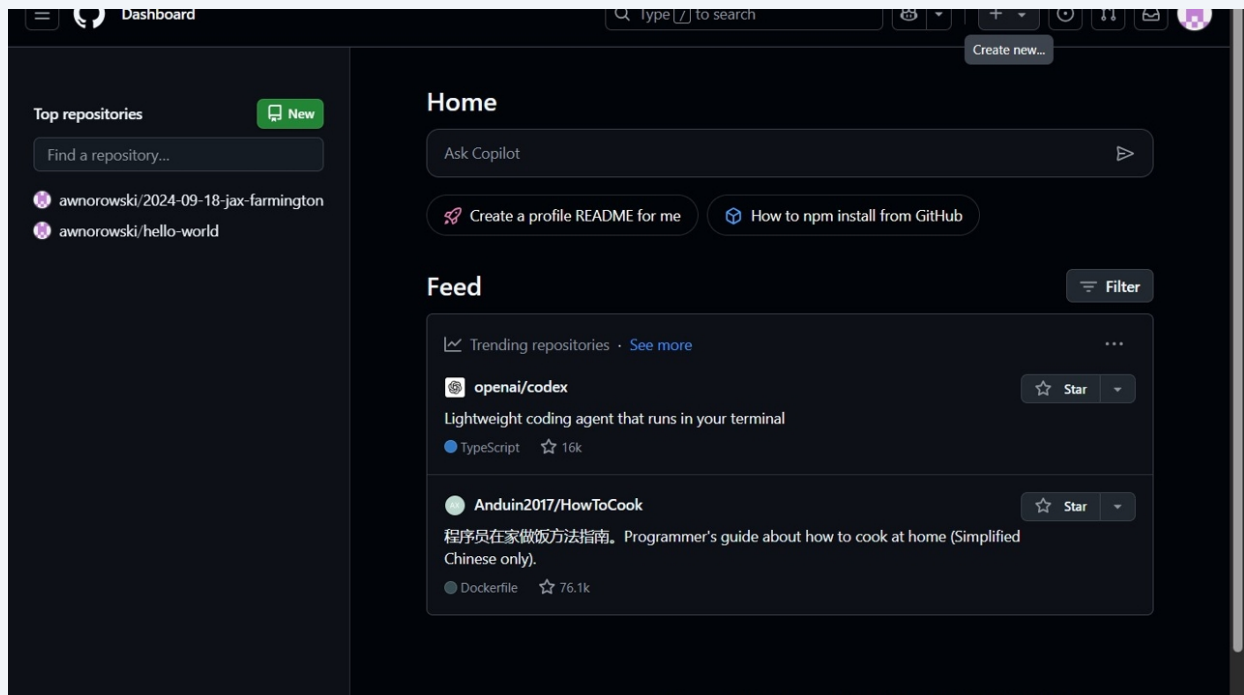 Dashboard
Type / to search
Create new...
Top repositories
New
Find a repository...
awnorowski/2024-09-18-jax-farmington
awnorowski/hello-world
Home
Ask Copilot
Create a profile README for me
How to npm install from GitHub
Feed
Filter
Trending repositories · See more
openai/codex
Star
Lightweight coding agent that runs in your terminal
TypeScript 16k
Anduin2017/HowToCook
Star
程序员在家做饭方法指南。Programmer's guide about how to cook at home (Simplified
Chinese only).
Dockerfile 76.1k